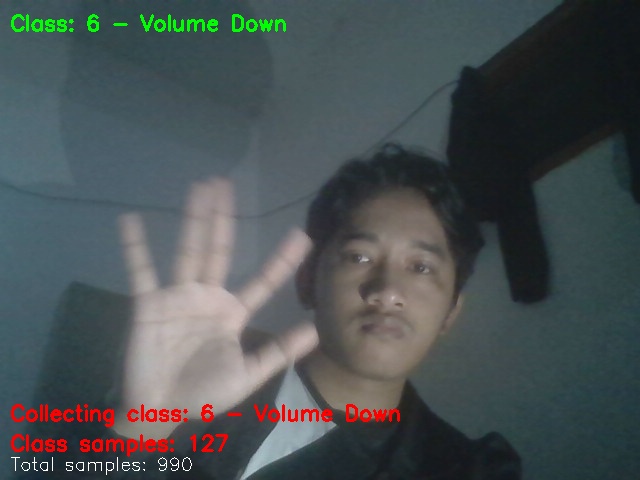 Class: 6 - Volume Down
Collecting class: 6 - Volume Down
Class samples: 127
Total samples: 990